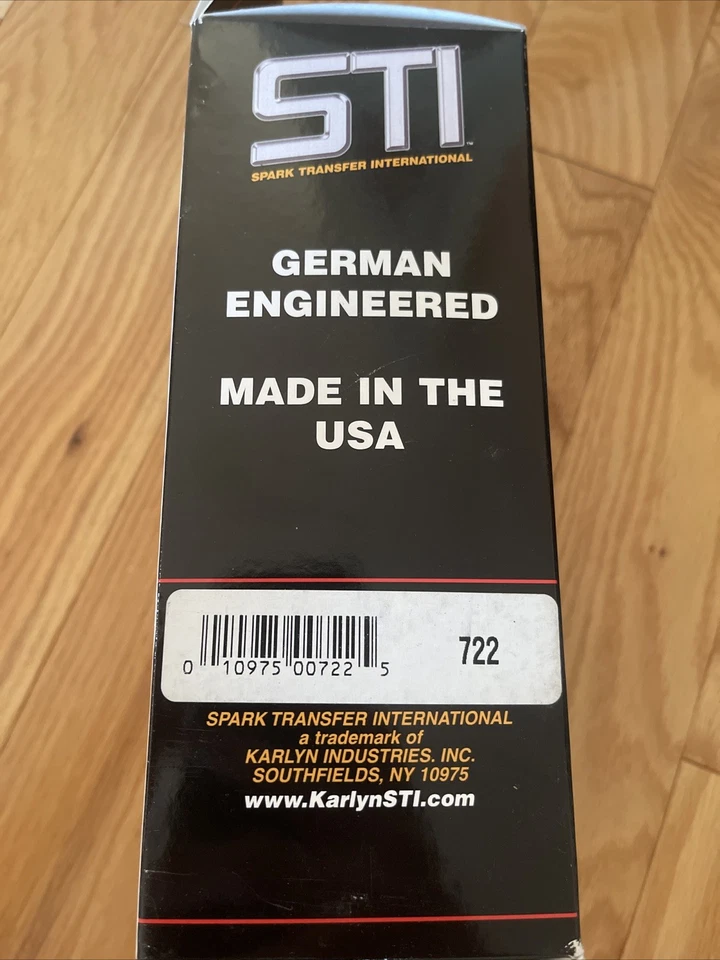 STI™
SPARK TRANSFER INTERNATIONAL
GERMAN
ENGINEERED
MADE IN THE
USA
0 10975 00722 5
722
SPARK TRANSFER INTERNATIONAL
a trademark of
KARLYN INDUSTRIES. INC.
SOUTHFIELDS, NY 10975
www.KarlynSTI.com